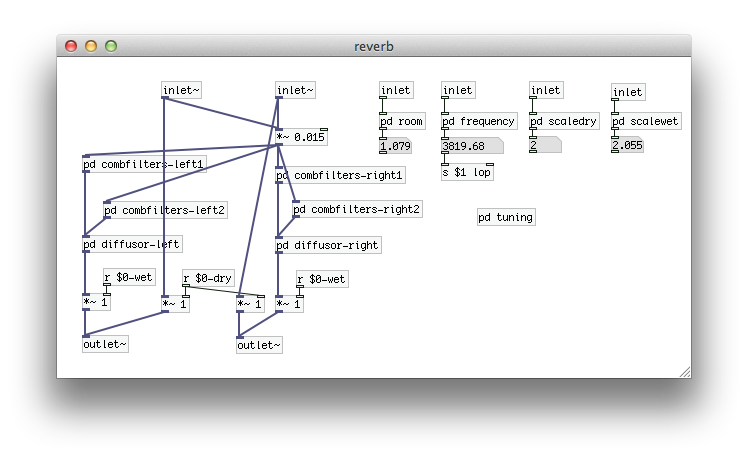 reverb
inlet~
inlet~
inlet
inlet
inlet
inlet
pd room
pd frequency
pd scaledry
pd scalewet
*~ 0.015
1.079
3819.68
2
2.055
pd combfilters-left1
pd combfilters-right1
s $1 lop
pd combfilters-left2
pd combfilters-right2
pd tuning
pd diffusor-left
pd diffusor-right
r $0-wet
r $0-dry
r $0-wet
*~ 1
*~ 1
*~ 1
*~ 1
outlet~
outlet~